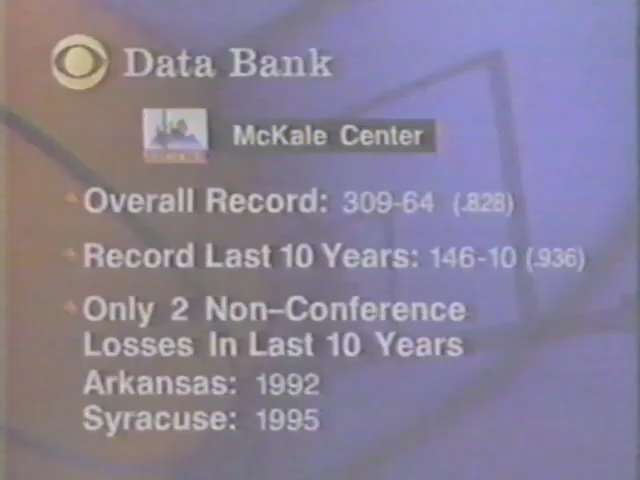 Data Bank
McKale Center
Overall Record: 309-64 (.828)
Record Last 10 Years: 146-10 (.936)
Only 2 Non-Conference
Losses In Last 10 Years
Arkansas: 1992
Syracuse: 1995